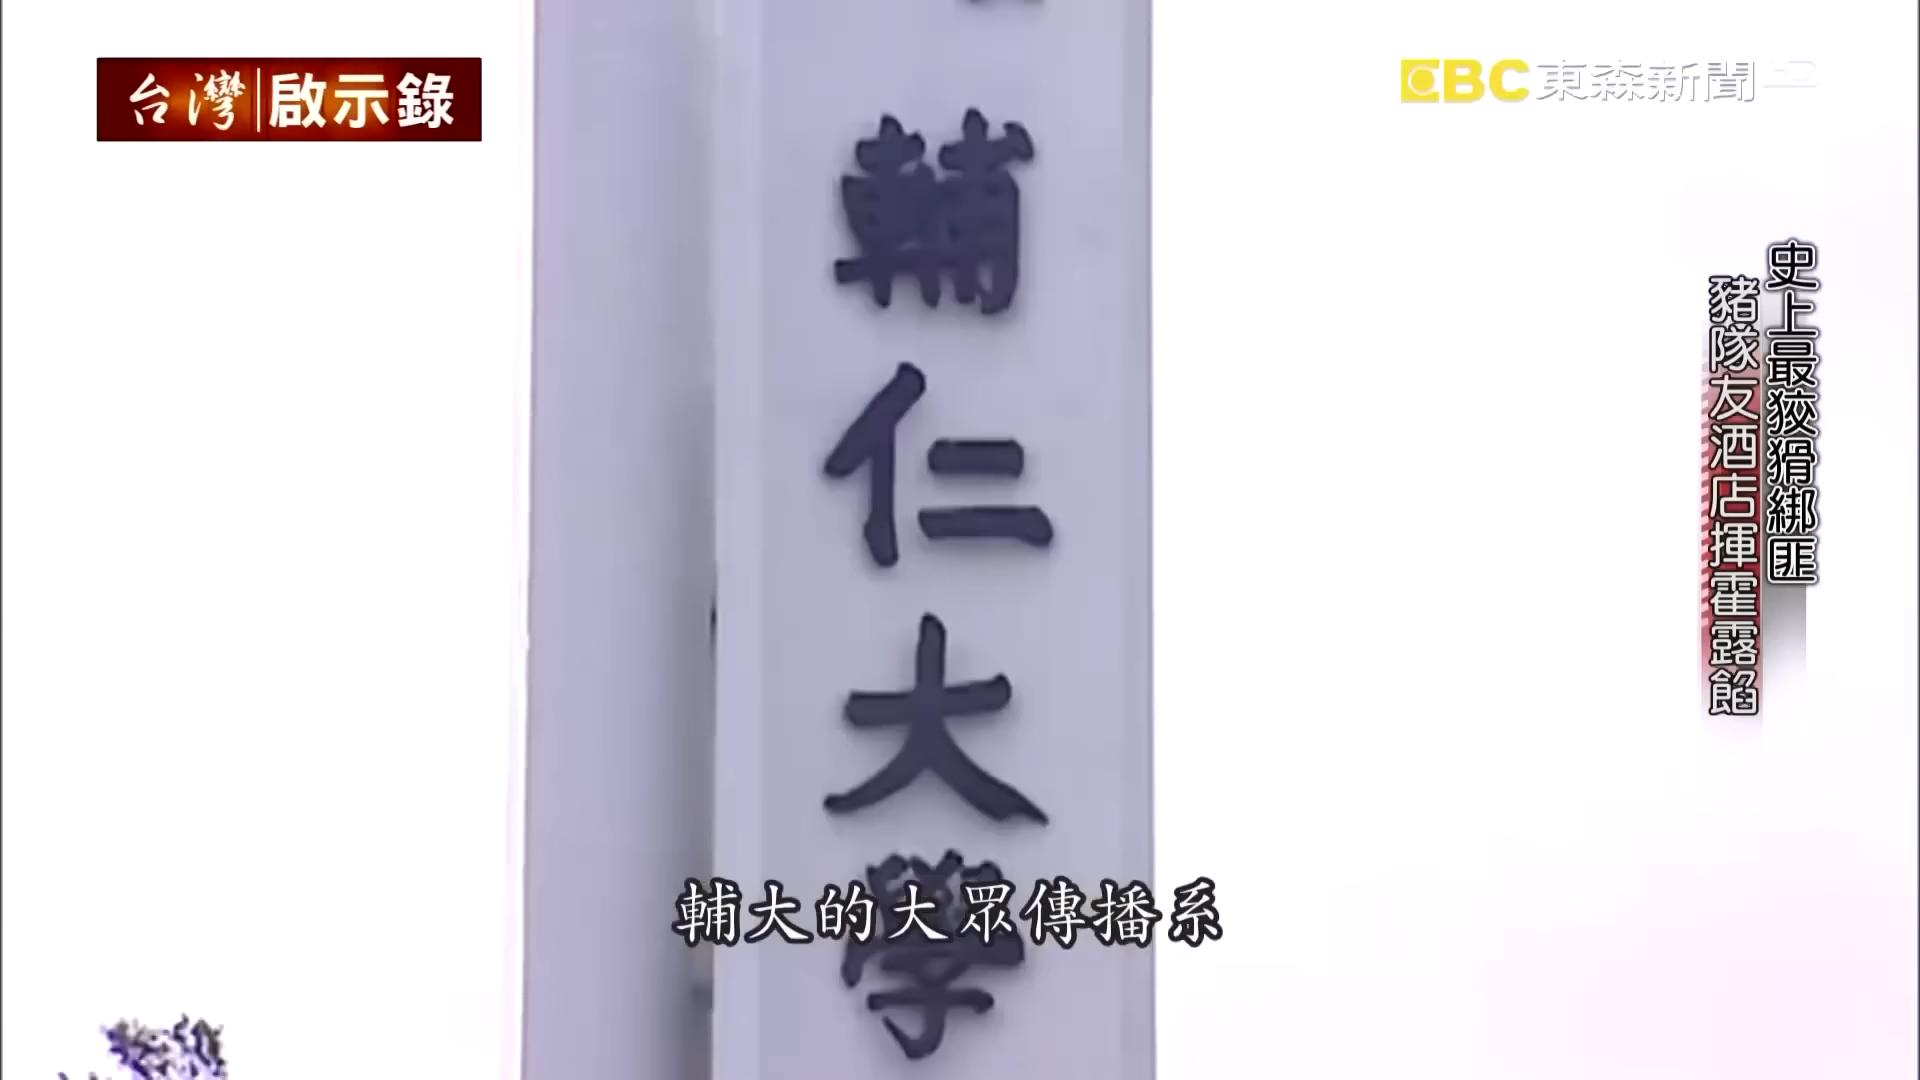 台灣啟示錄
EBC東森新聞
史上最狡猾綁匪
豬隊友酒店揮霍露餡
輔仁大學
輔大的大眾傳播系